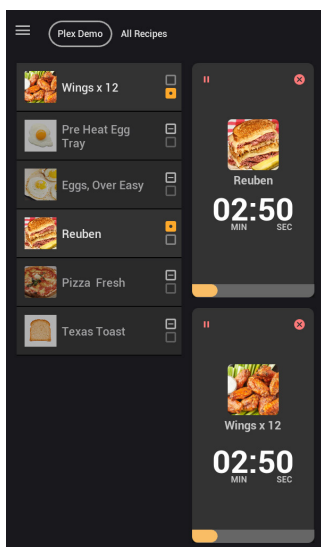 Plex Demo
All Recipes
Wings x 12
Pre Heat Egg
Tray
Eggs, Over Easy
Reuben
Pizza Fresh
Texas Toast
Reuben
02:50
MIN SEC
Wings x 12
02:50
MIN SEC